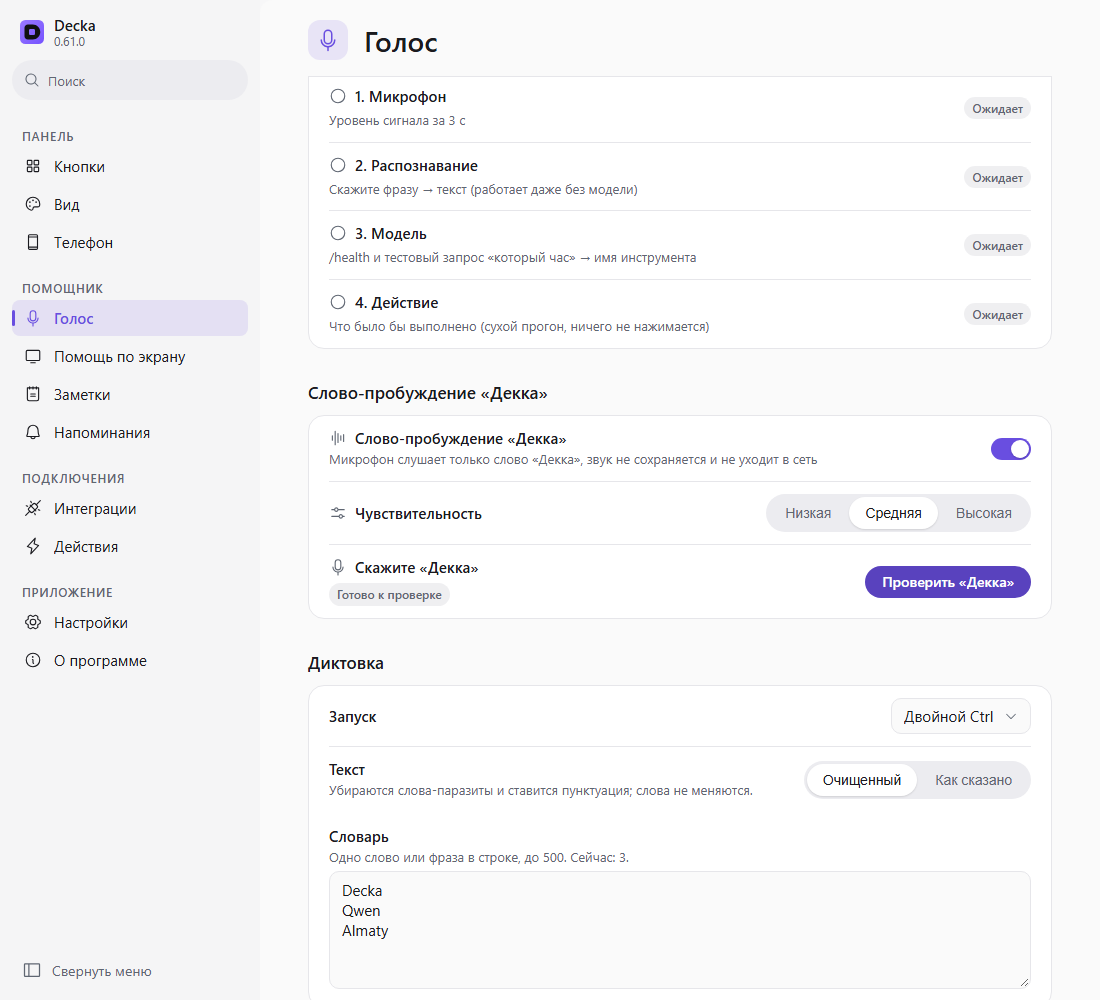 Decka
0.61.0
Поиск
ПАНЕЛЬ
Кнопки
Вид
Телефон
ПОМОЩНИК
Голос
Помощь по экрану
Заметки
Напоминания
ПОДКЛЮЧЕНИЯ
Интеграции
Действия
ПРИЛОЖЕНИЕ
Настройки
О программе
Свернуть меню
Голос
1. Микрофон
Уровень сигнала за 3 с
Ожидает
2. Распознавание
Скажите фразу → текст (работает даже без модели)
Ожидает
3. Модель
/health и тестовый запрос «который час» → имя инструмента
Ожидает
4. Действие
Что было бы выполнено (сухой прогон, ничего не нажимается)
Ожидает
Слово-пробуждение «Декка»
Слово-пробуждение «Декка»
Микрофон слушает только слово «Декка», звук не сохраняется и не уходит в сеть
Чувствительность
Низкая Средняя Высокая
Скажите «Декка»
Готово к проверке
Проверить «Декка»
Диктовка
Запуск
Двойной Ctrl
Текст
Убираются слова-паразиты и ставится пунктуация; слова не меняются.
Очищенный Как сказано
Словарь
Одно слово или фраза в строке, до 500. Сейчас: 3.
Decka
Qwen
Almaty